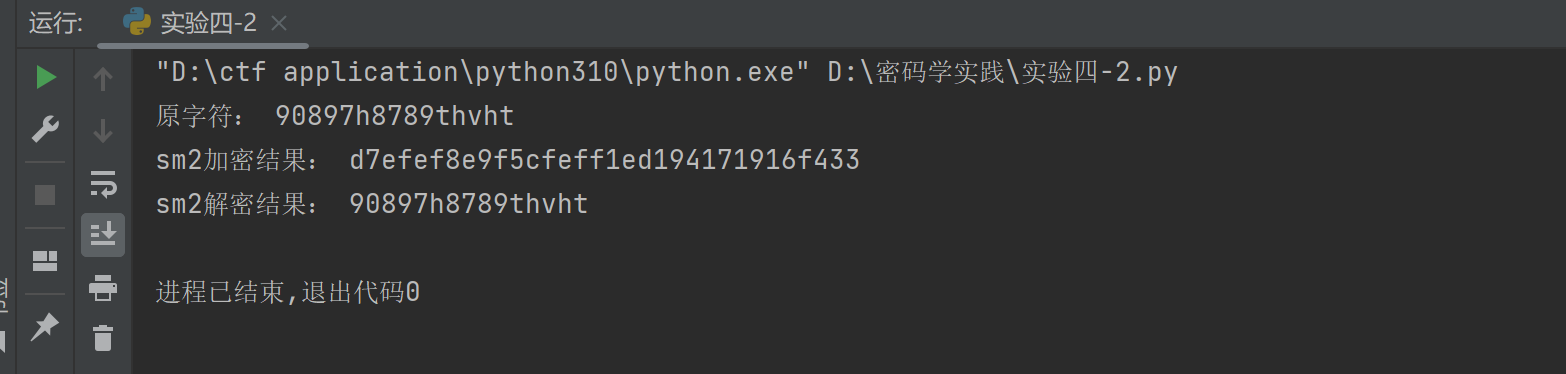 运行: 实验四-2
"D:\ctf application\python310\python.exe" D:\密码学实践\实验四-2.py
原字符： 90897h8789thvht
sm2加密结果： d7efef8e9f5cfeff1ed194171916f433
sm2解密结果： 90897h8789thvht
进程已结束,退出代码0